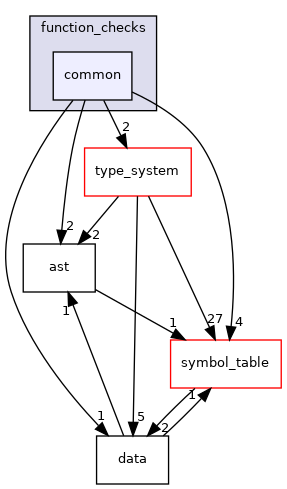 function_checks
common
2
type_system
2
2
ast
1
27
4
symbol_table
1
1
1
5
2
data